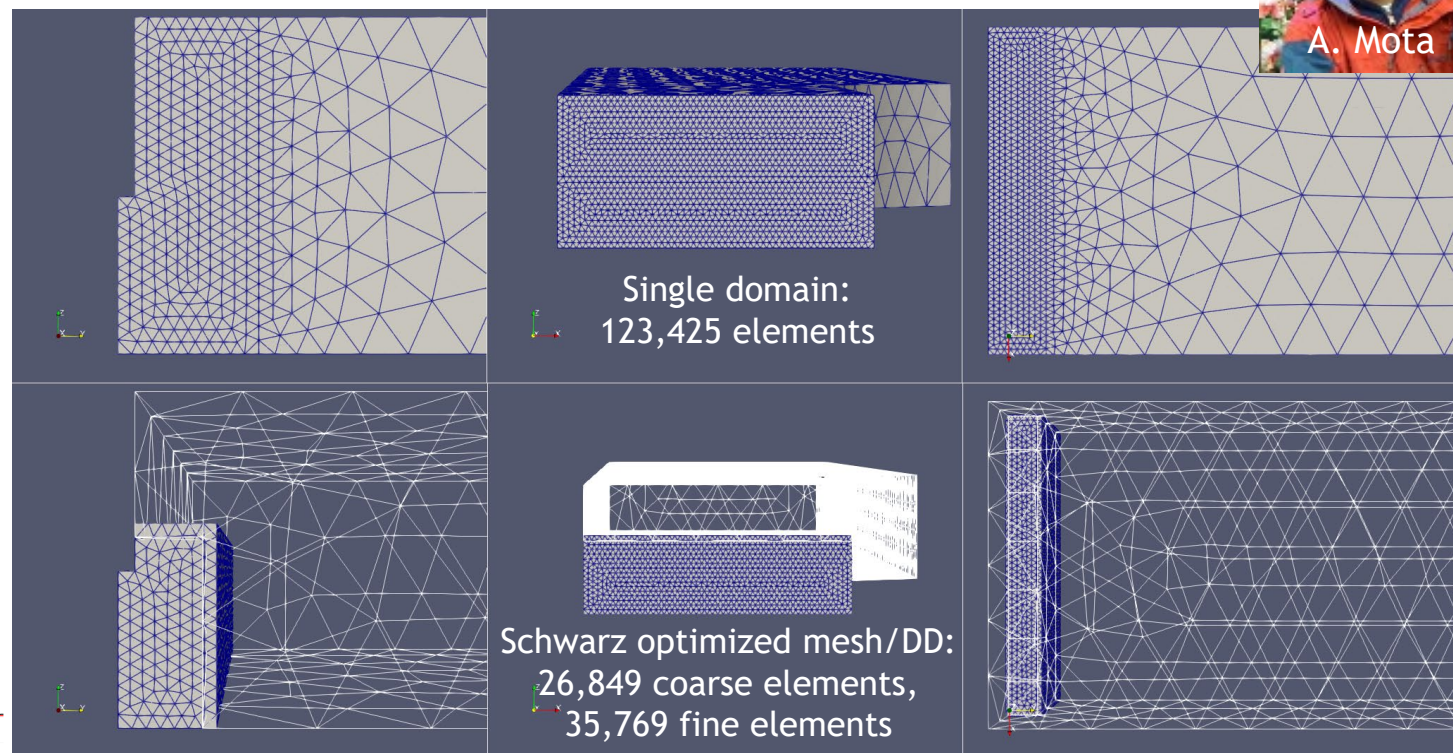 A. Mota
Single domain:
123,425 elements
Schwarz optimized mesh/DD:
26,849 coarse elements,
35,769 fine elements